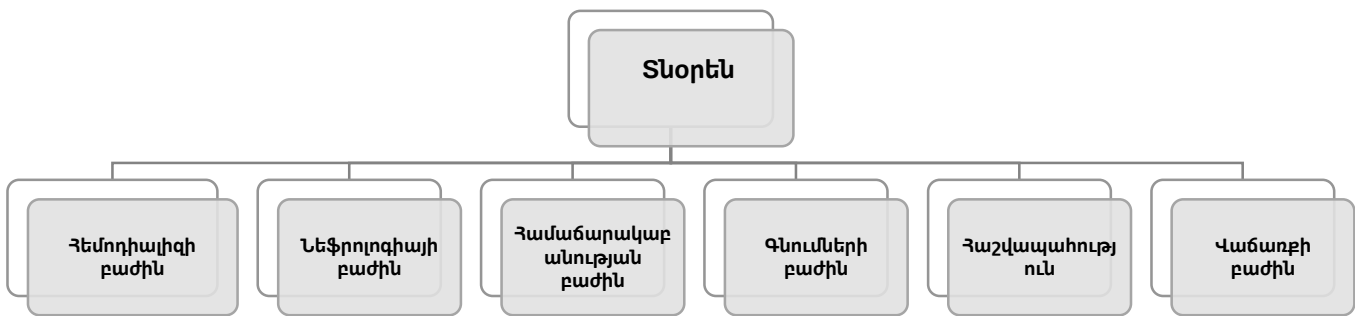 Տնօրեն
Հեմոդիալիզի
բաժին
Նեֆրոլոգիայի
բաժին
Համաճարակաբ
անության
բաժին
Գնումների
բաժին
Հաշվապահությ
ուն
Վաճառքի
բաժին